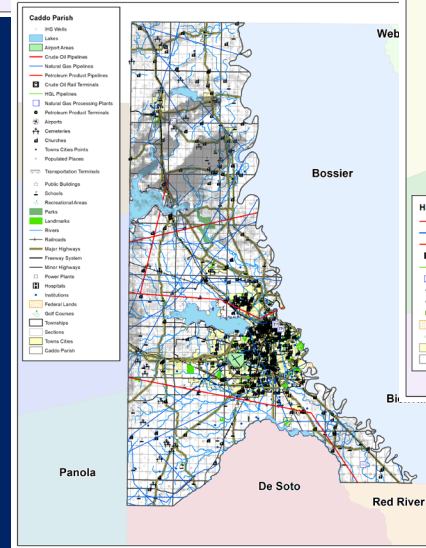 Caddo Parish
IHS Wells
Lakes
Airport Areas
Crude Oil Pipelines
Natural Gas Pipelines
Petroleum Product Pipelines
Crude Oil Rail Terminals
HGL Pipelines
Natural Gas Processing Plants
Petroleum Product Terminals
Airports
Cemeteries
Churches
Towns Cities Points
Populated Places
Transportation Terminals
Public Buildings
Schools
Recreational Areas
Parks
Landmarks
Rivers
Railroads
Major Highways
Freeway System
Minor Highways
Power Plants
Hospitals
Institutions
Federal Lands
Golf Courses
Townships
Sections
Towns Cities
Caddo Parish
Web
Bossier
H
Bi
Panola
De Soto
Red River